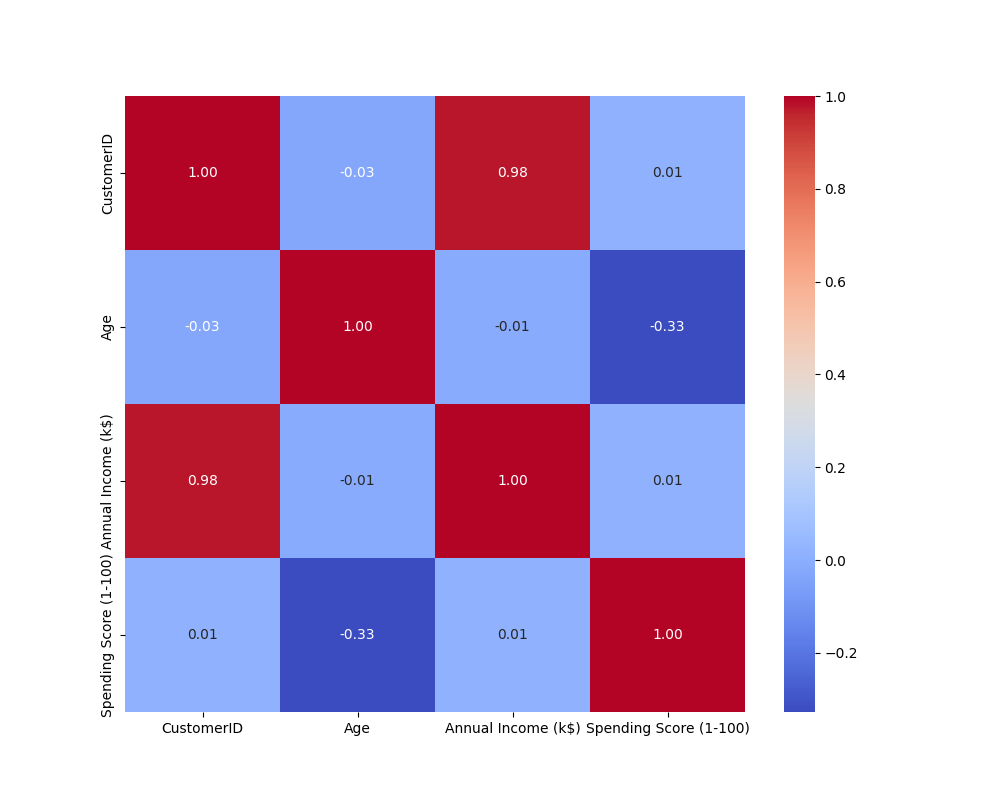 CustomerID
1.00 -0.03 0.98 0.01
Age
-0.03 1.00 -0.01 -0.33
Annual Income (k$)
0.98 -0.01 1.00 0.01
Spending Score (1-100)
0.01 -0.33 0.01 1.00
CustomerID Age Annual Income (k$) Spending Score (1-100)
1.0
0.8
0.6
0.4
0.2
0.0
−0.2